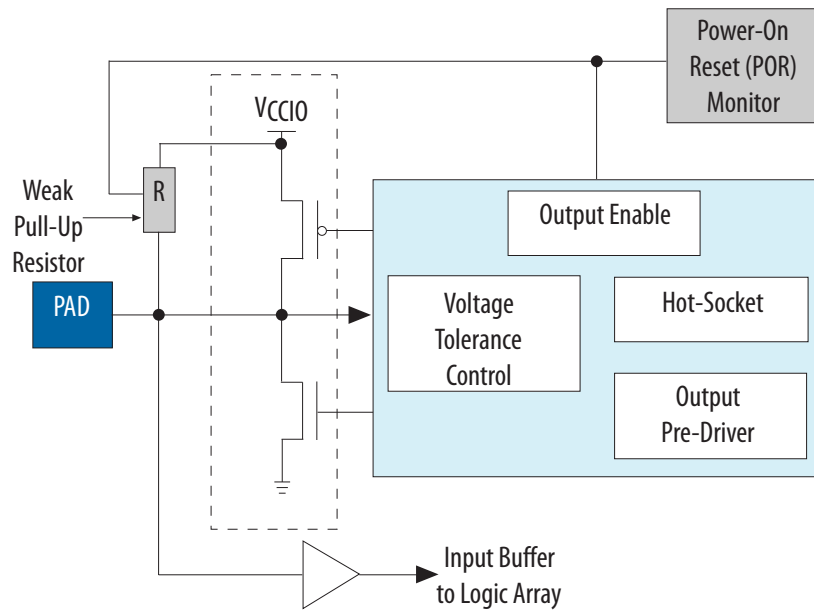 Power-On
Reset (POR)
Monitor
VCCIO
R
Weak
Pull-Up
Resistor
Output Enable
PAD
Voltage
Tolerance
Control
Hot-Socket
Output
Pre-Driver
Input Buffer
to Logic Array